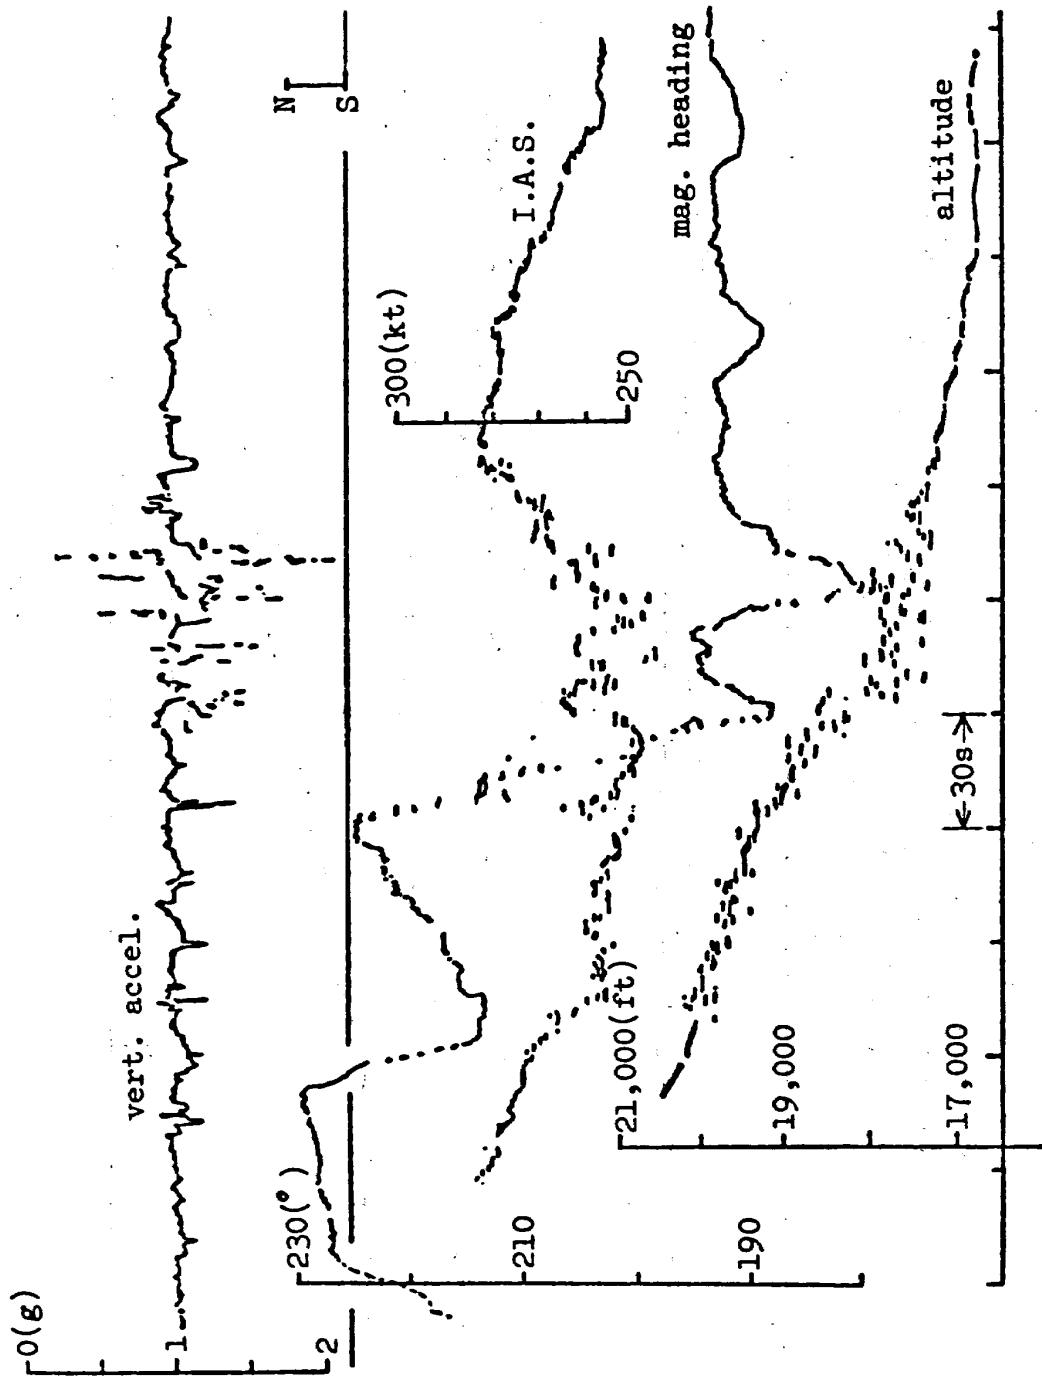 0(g)
1
2
vert. accel.
N
S
230(°)
210
190
300(kt)
250
I.A.S.
mag. heading
21,000(ft)
19,000
17,000
altitude
30s